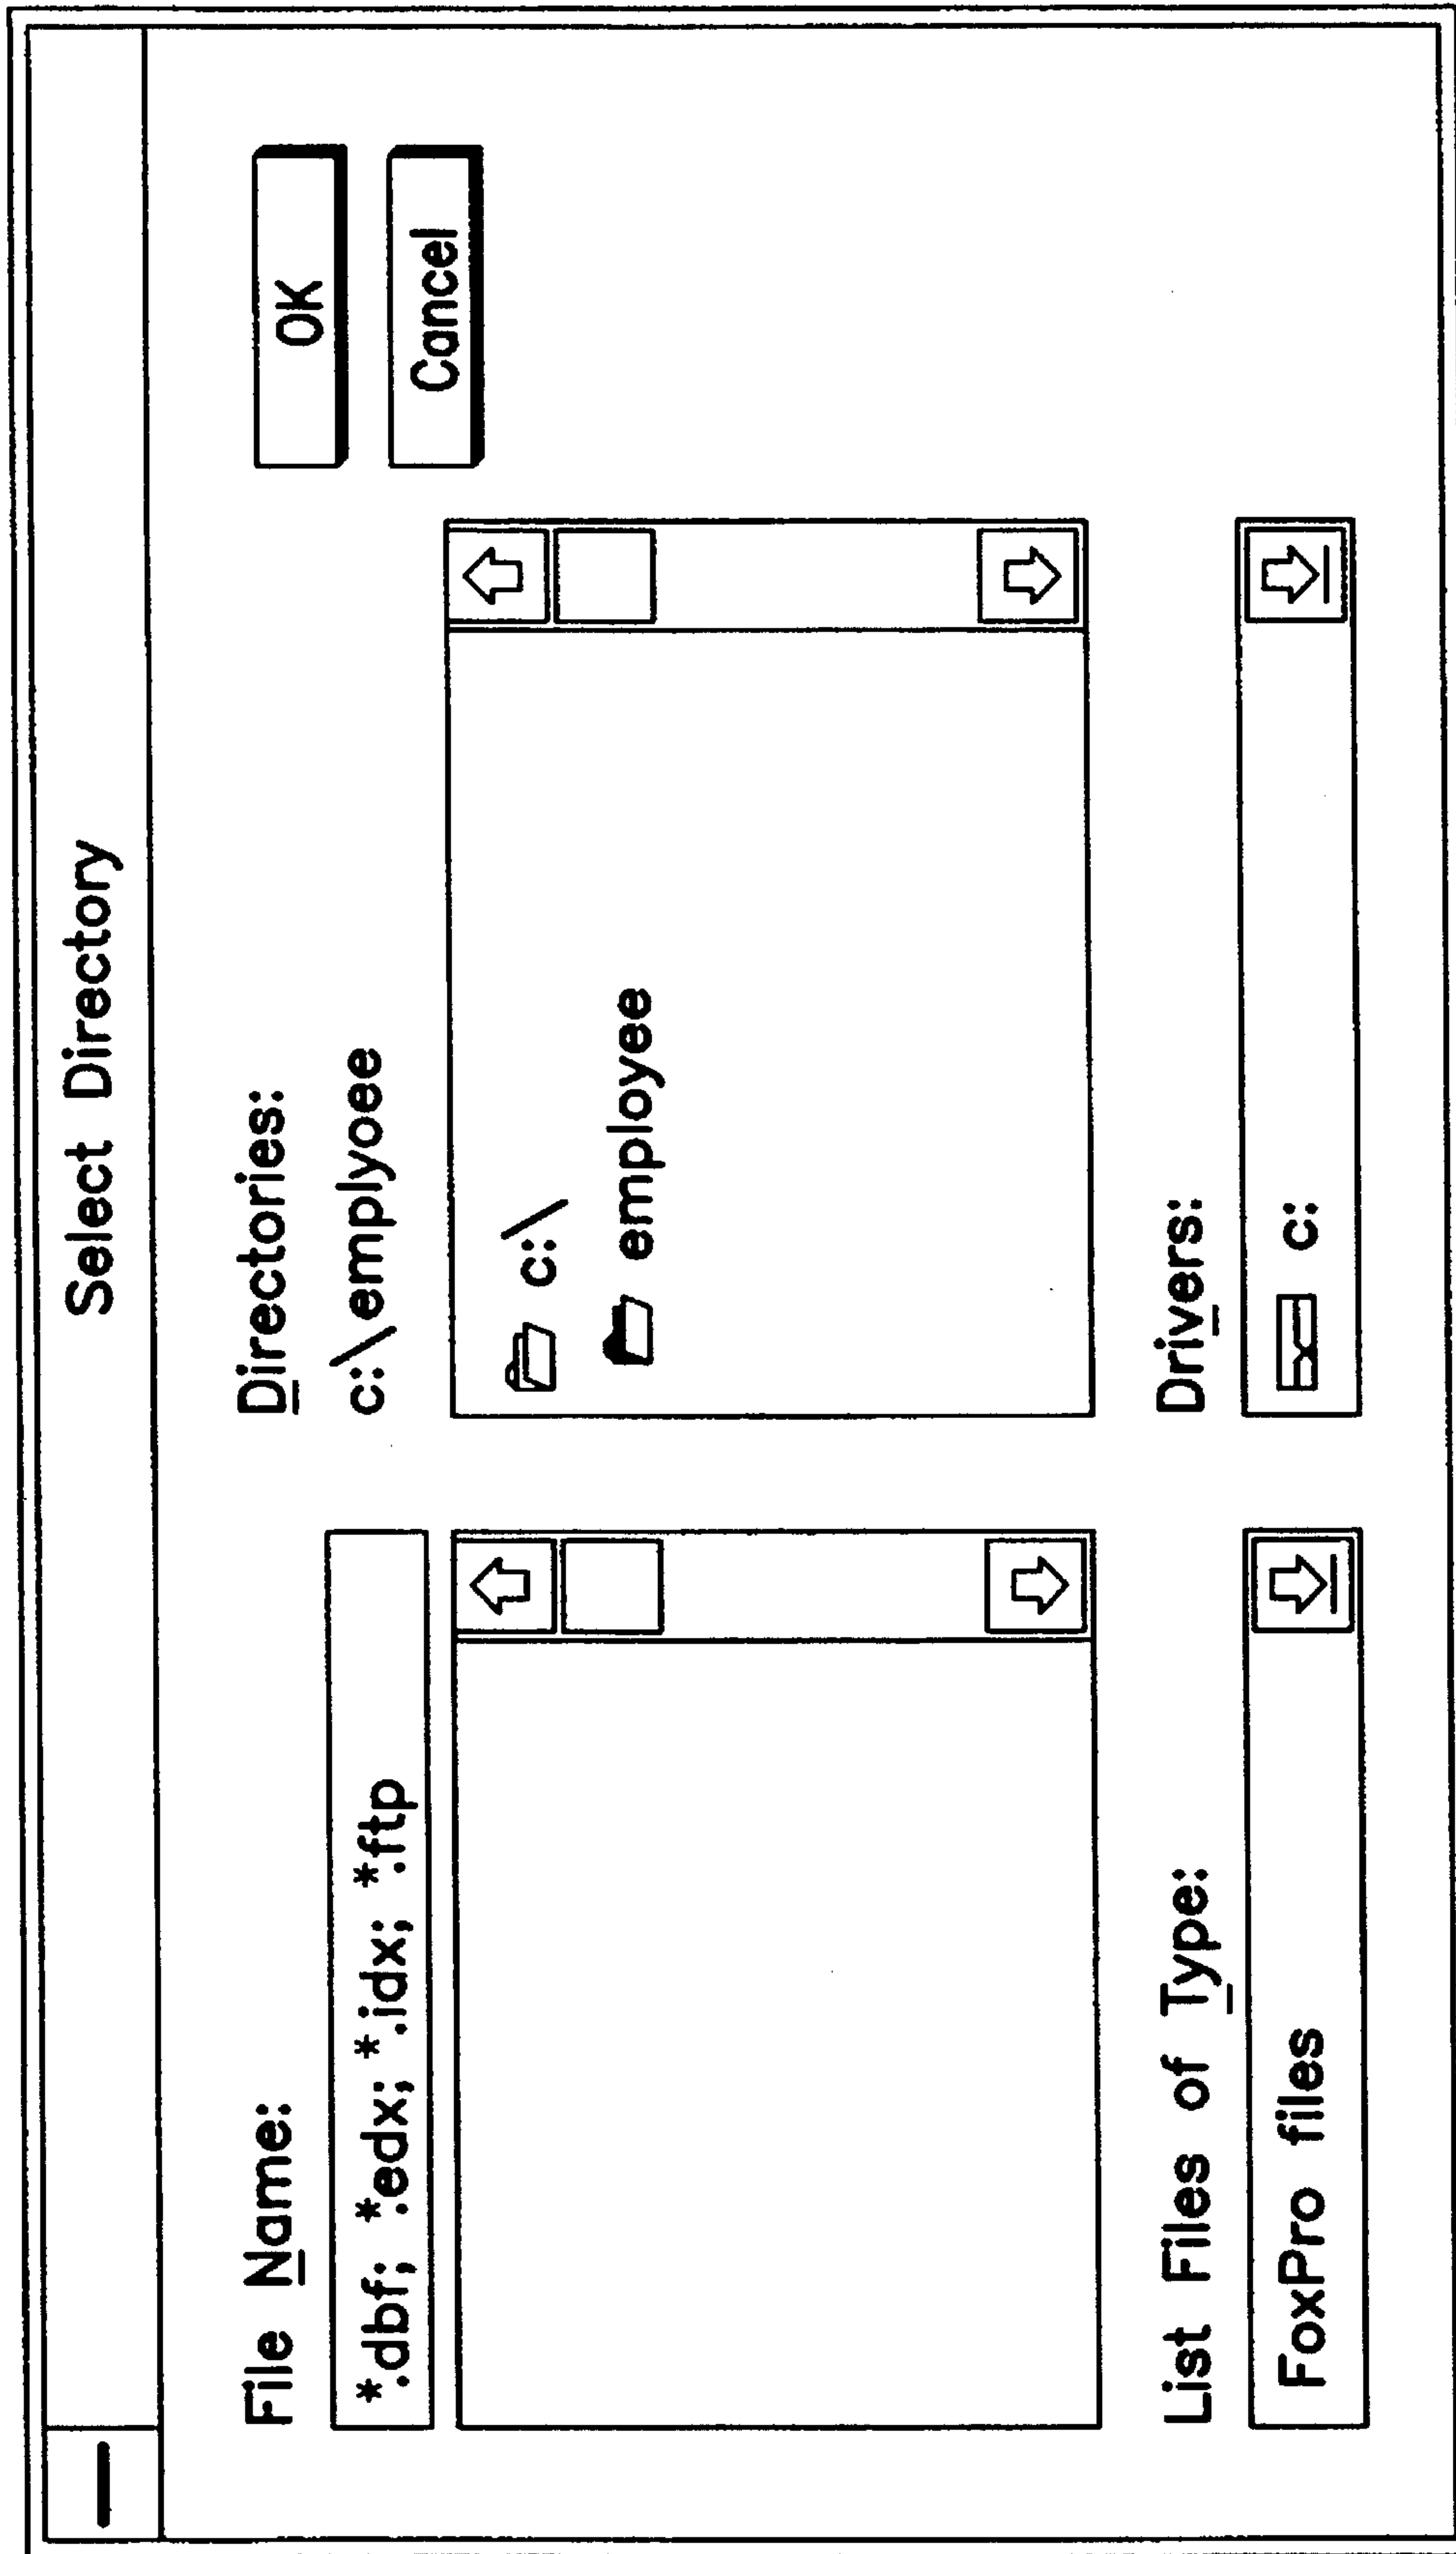 Select Directory
File Name:
*.dbf; *.edx; *.idx; *.ftp
Directories:
c:\emplyoee
c:\
employee
OK
Cancel
List Files of Type:
FoxPro files
Drivers:
c: